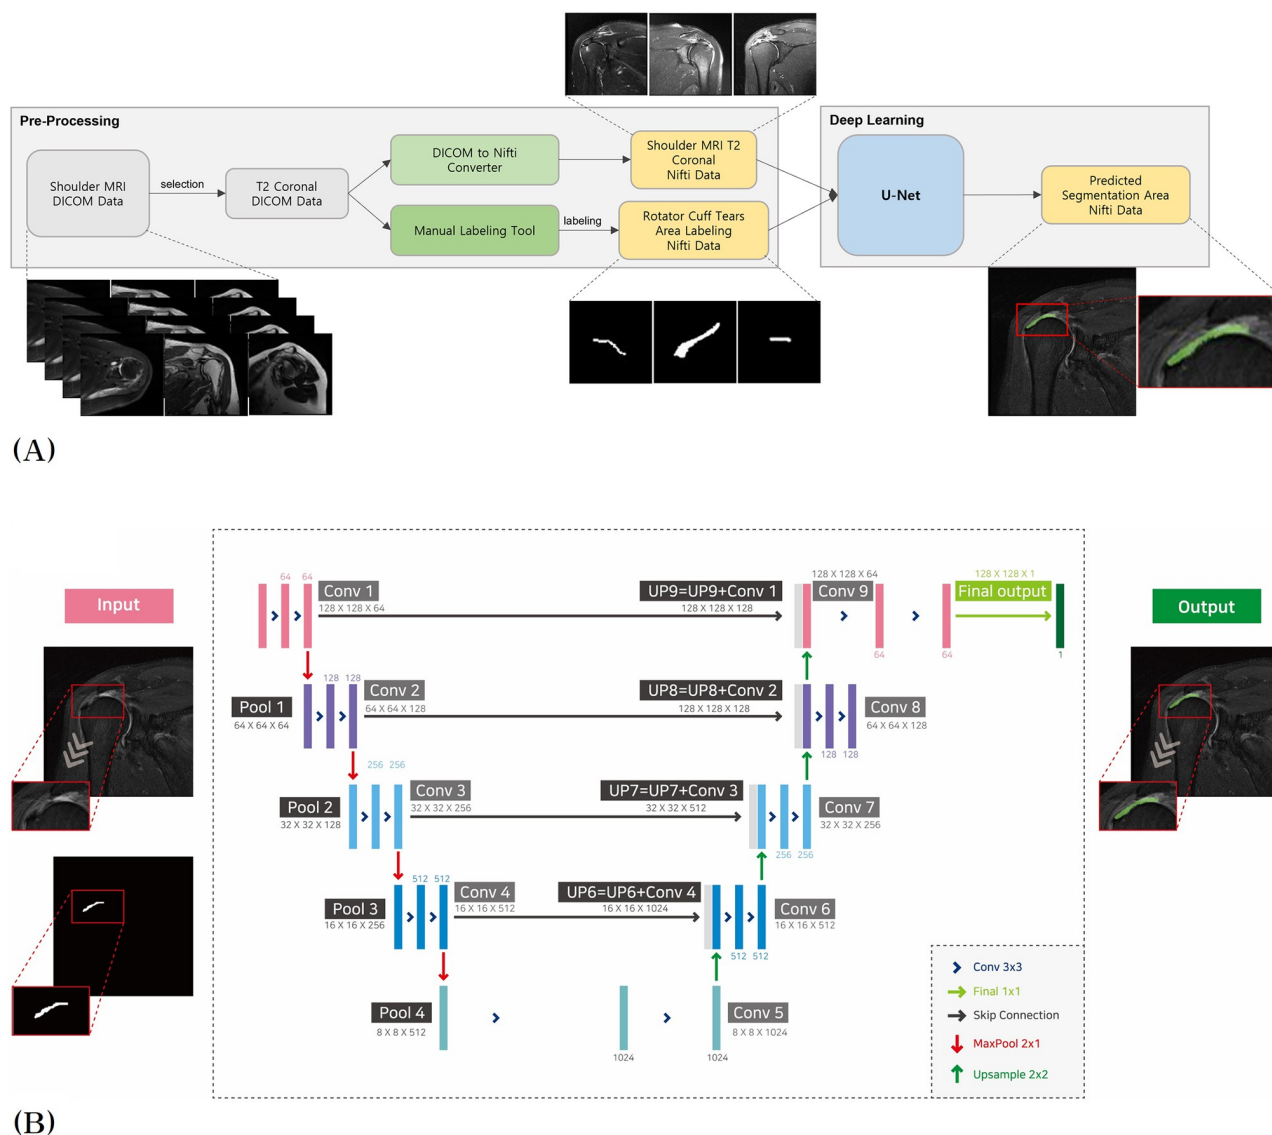 Pre-Processing
Shoulder MRI
DICOM Data
selection
T2 Coronal
DICOM Data
DICOM to Nifti
Converter
Manual Labeling Tool
labeling
Shoulder MRI T2
Coronal
Nifti Data
Rotator Cuff Tears
Area Labeling
Nifti Data
Deep Learning
U-Net
Predicted
Segmentation Area
Nifti Data
(A)
Input
64
64
Conv 1
128 X 128 X 64
UP9=UP9+Conv 1
128 X 128 X 128
128 X 128 X 64
Conv 9
64
64
128 X 128 X 1
Final output
1
Output
Pool 1
64 X 64 X 64
128
128
Conv 2
64 X 64 X 128
UP8=UP8+Conv 2
128 X 128 X 128
128
128
Conv 8
64 X 64 X 128
Pool 2
32 X 32 X 128
256
256
Conv 3
32 X 32 X 256
UP7=UP7+Conv 3
32 X 32 X 512
256
256
Conv 7
32 X 32 X 256
Pool 3
16 X 16 X 256
512
512
Conv 4
16 X 16 X 512
UP6=UP6+Conv 4
16 X 16 X 1024
512
512
Conv 6
16 X 16 X 512
Pool 4
8 X 8 X 512
1024
1024
Conv 5
8 X 8 X 1024
Conv 3x3
Final 1x1
Skip Connection
MaxPool 2x1
Upsample 2x2
(B)